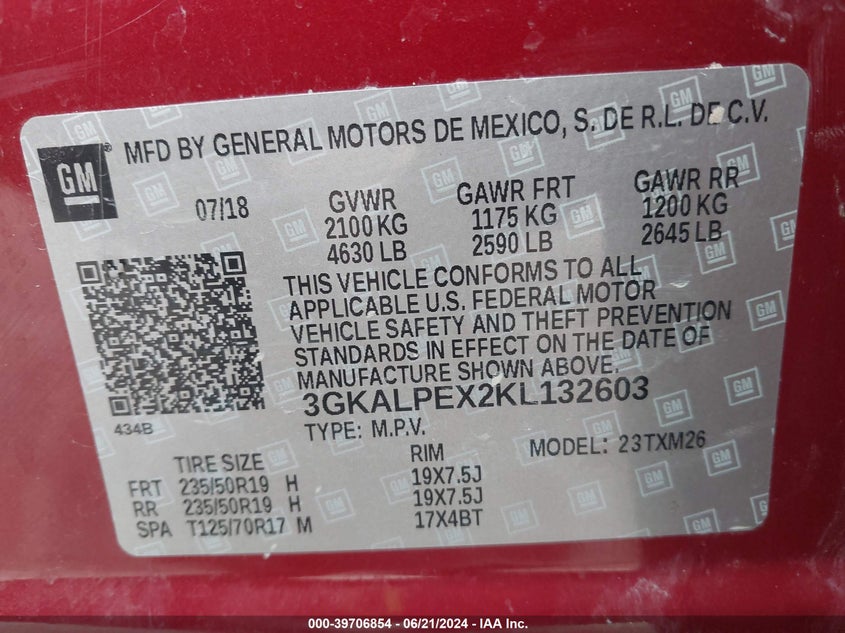 GM
MFD BY GENERAL MOTORS DE MEXICO, S. DE R.L. DE C.V.
07/18
GVWR GAWR FRT GAWR RR
2100 KG 1175 KG 1200 KG
4630 LB 2590 LB 2645 LB
THIS VEHICLE CONFORMS TO ALL
APPLICABLE U.S. FEDERAL MOTOR
VEHICLE SAFETY AND THEFT PREVENTION
STANDARDS IN EFFECT ON THE DATE OF
MANUFACTURE SHOWN ABOVE.
3GKALPEX2KL132603
434B
TYPE: M.P.V. MODEL: 23TXM26
TIRE SIZE RIM
FRT 235/50R19 H 19X7.5J
RR 235/50R19 H 19X7.5J
SPA T125/70R17 M 17X4BT
000-39706854 - 06/21/2024 - IAA Inc.